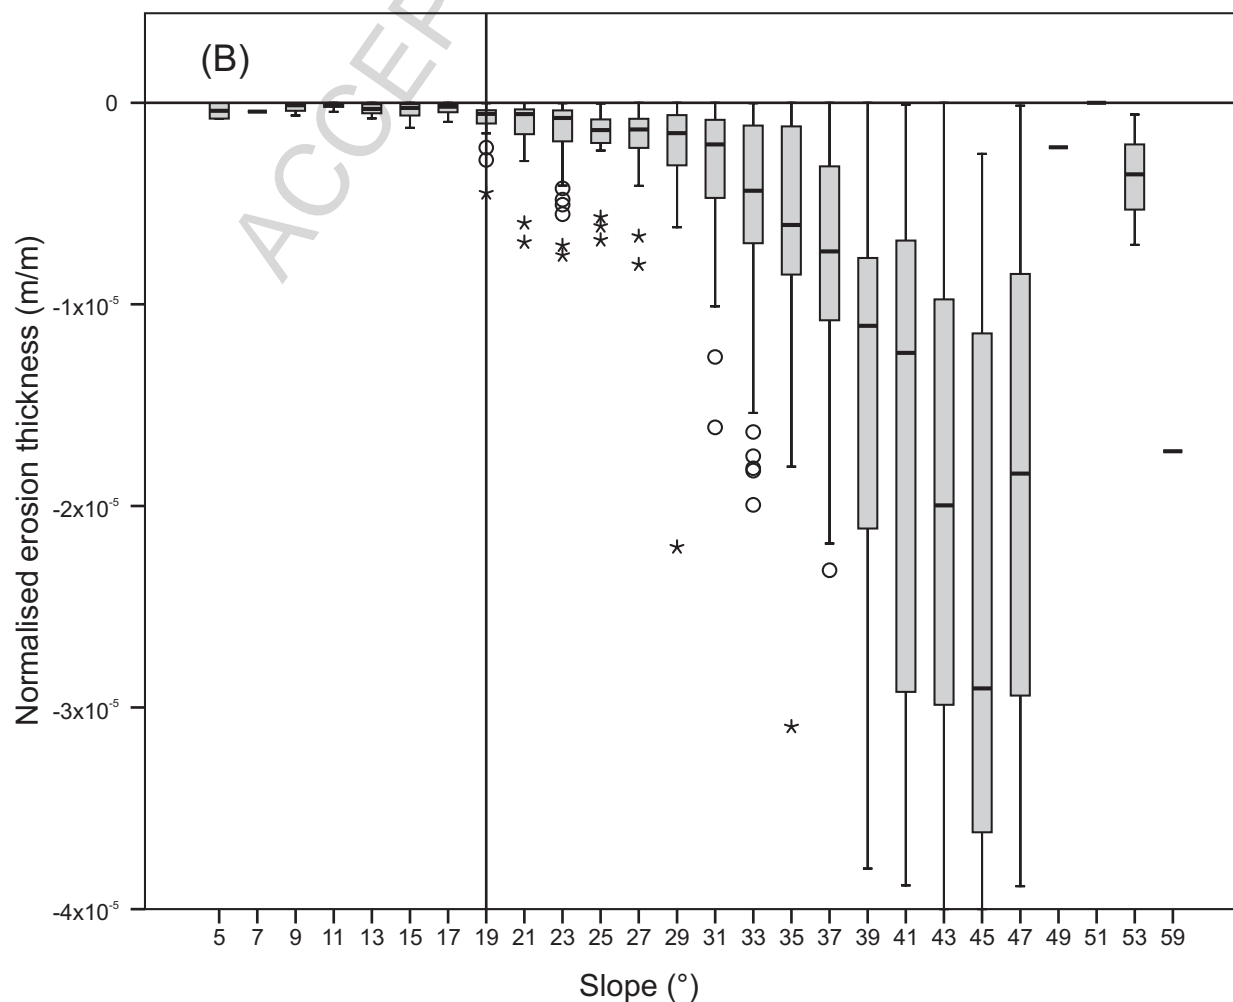 (B)
ACCEP
Normalised erosion thickness (m/m)
0
-1x10⁻⁵
-2x10⁻⁵
-3x10⁻⁵
-4x10⁻⁵
5 7 9 11 13 15 17 19 21 23 25 27 29 31 33 35 37 39 41 43 45 47 49 51 53 59
Slope (°)